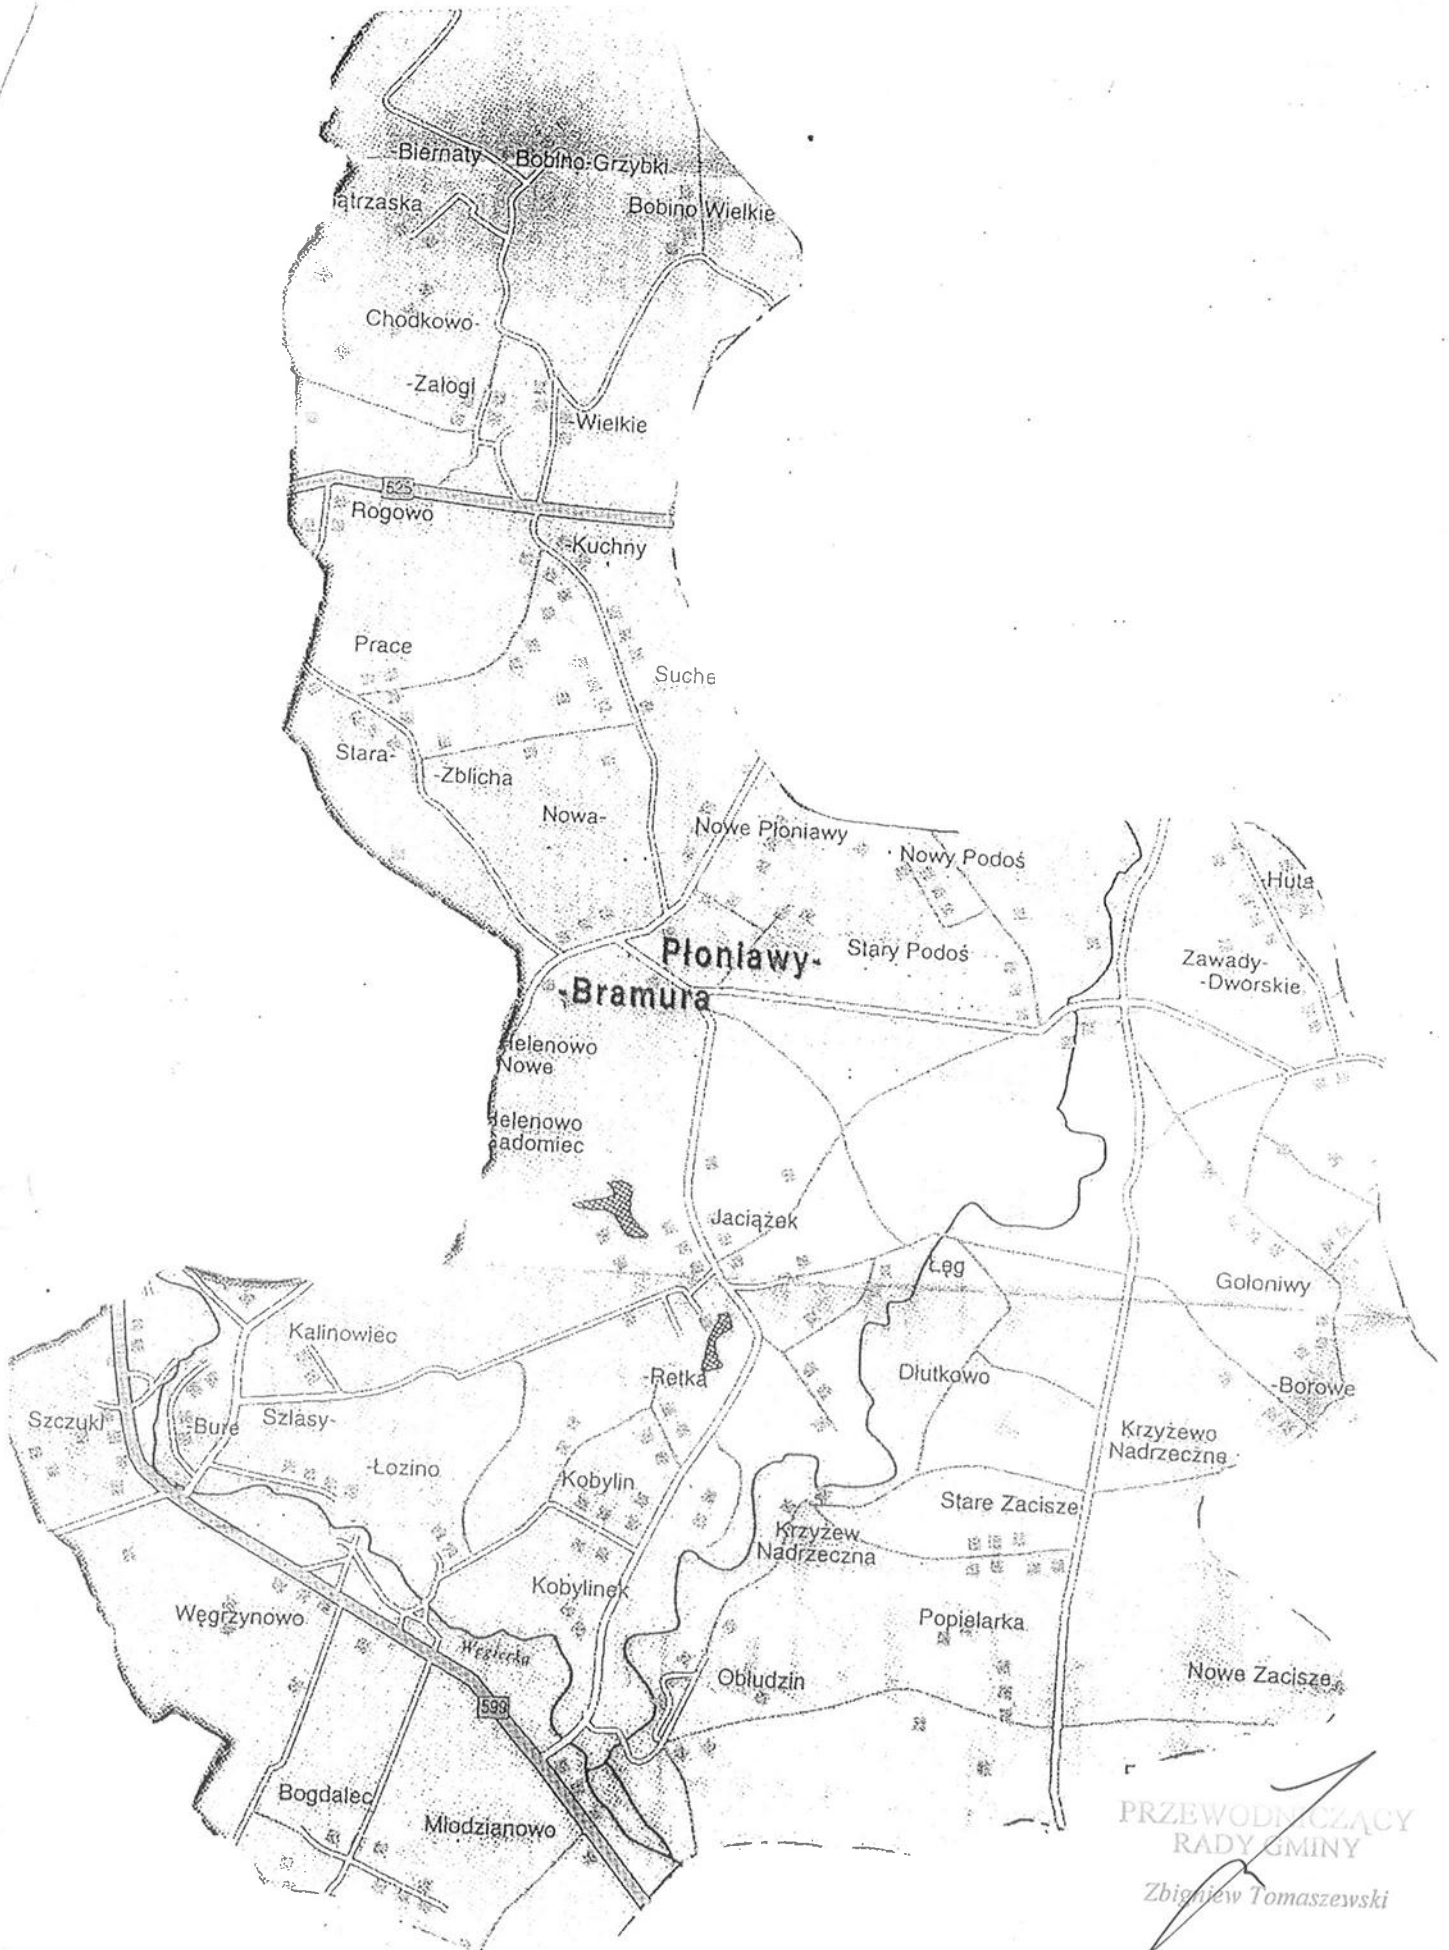 -Biernaty
Bobino-Grzybki
iątrzaska
Bobino Wielkie
Chodkowo-
-Załogi
-Wielkie
525
Rogowo
-Kuchny
Prace
Suche
Stara-
-Zblicha
Nowa-
Nowe Płoniawy
Nowy Podoś
-Huta
Płoniawy-
-Bramura
Stary Podoś
Zawady-
-Dworskie
Helenowo
Nowe
Helenowo
adomiec
Jaciążek
Łęg
Gołoniwy
Kalinowiec
-Retka
Dłutkowo
-Borowe
Szczuki
-Bure
Szlasy-
Krzyżewo
Nadrzeczne
-Łozino
Kobylin
Stare Zacisze
Krzyżew
Nadrzeczna
Kobylinek
Węgrzynowo
Popielarka
Węgierka
Obłudzin
Nowe Zacisze
599
Bogdalec
Młodzianowo
PRZEWODNICZĄCY
RADY GMINY
Zbigniew Tomaszewski